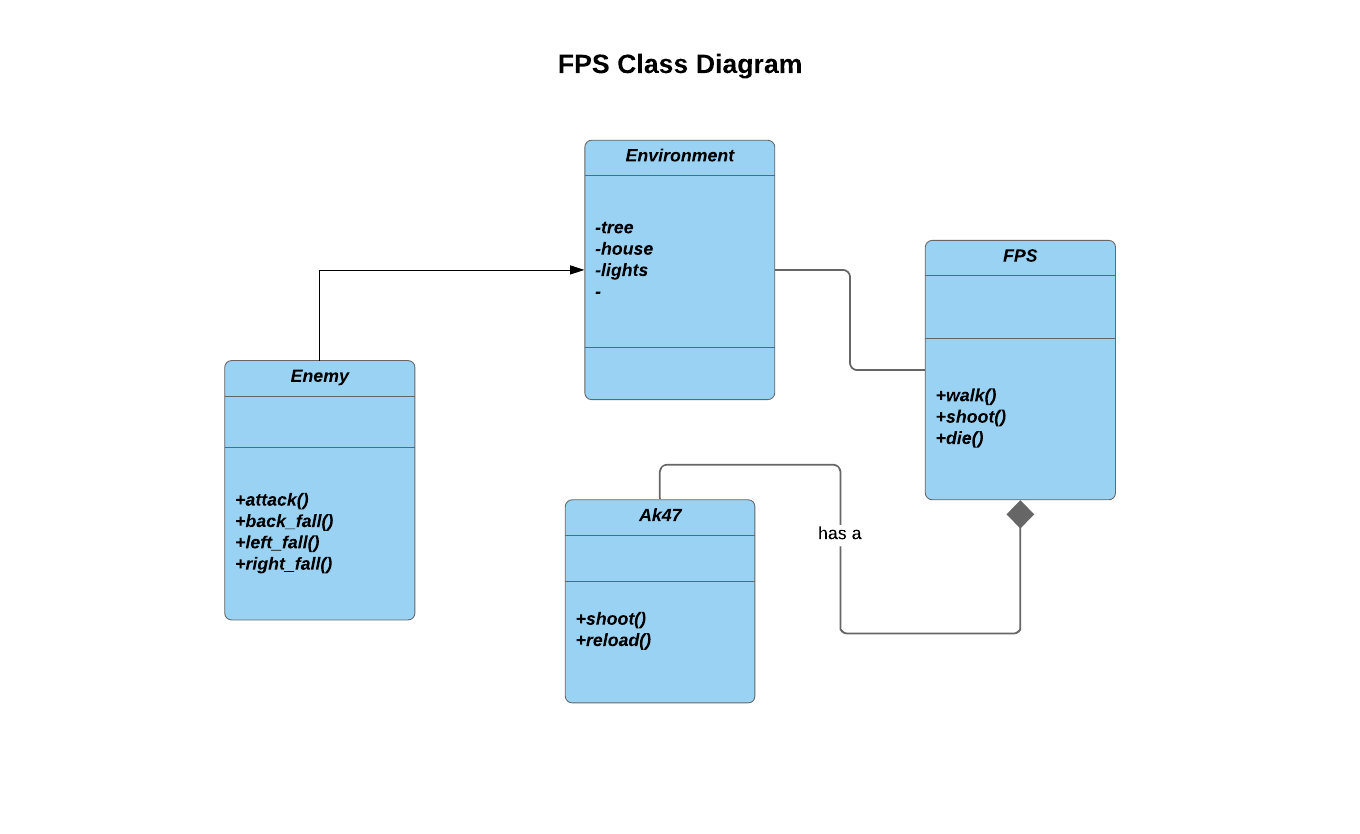 FPS Class Diagram
Environment
-tree
-house
-lights
-
FPS
+walk()
+shoot()
+die()
Enemy
+attack()
+back_fall()
+left_fall()
+right_fall()
Ak47
+shoot()
+reload()
has a